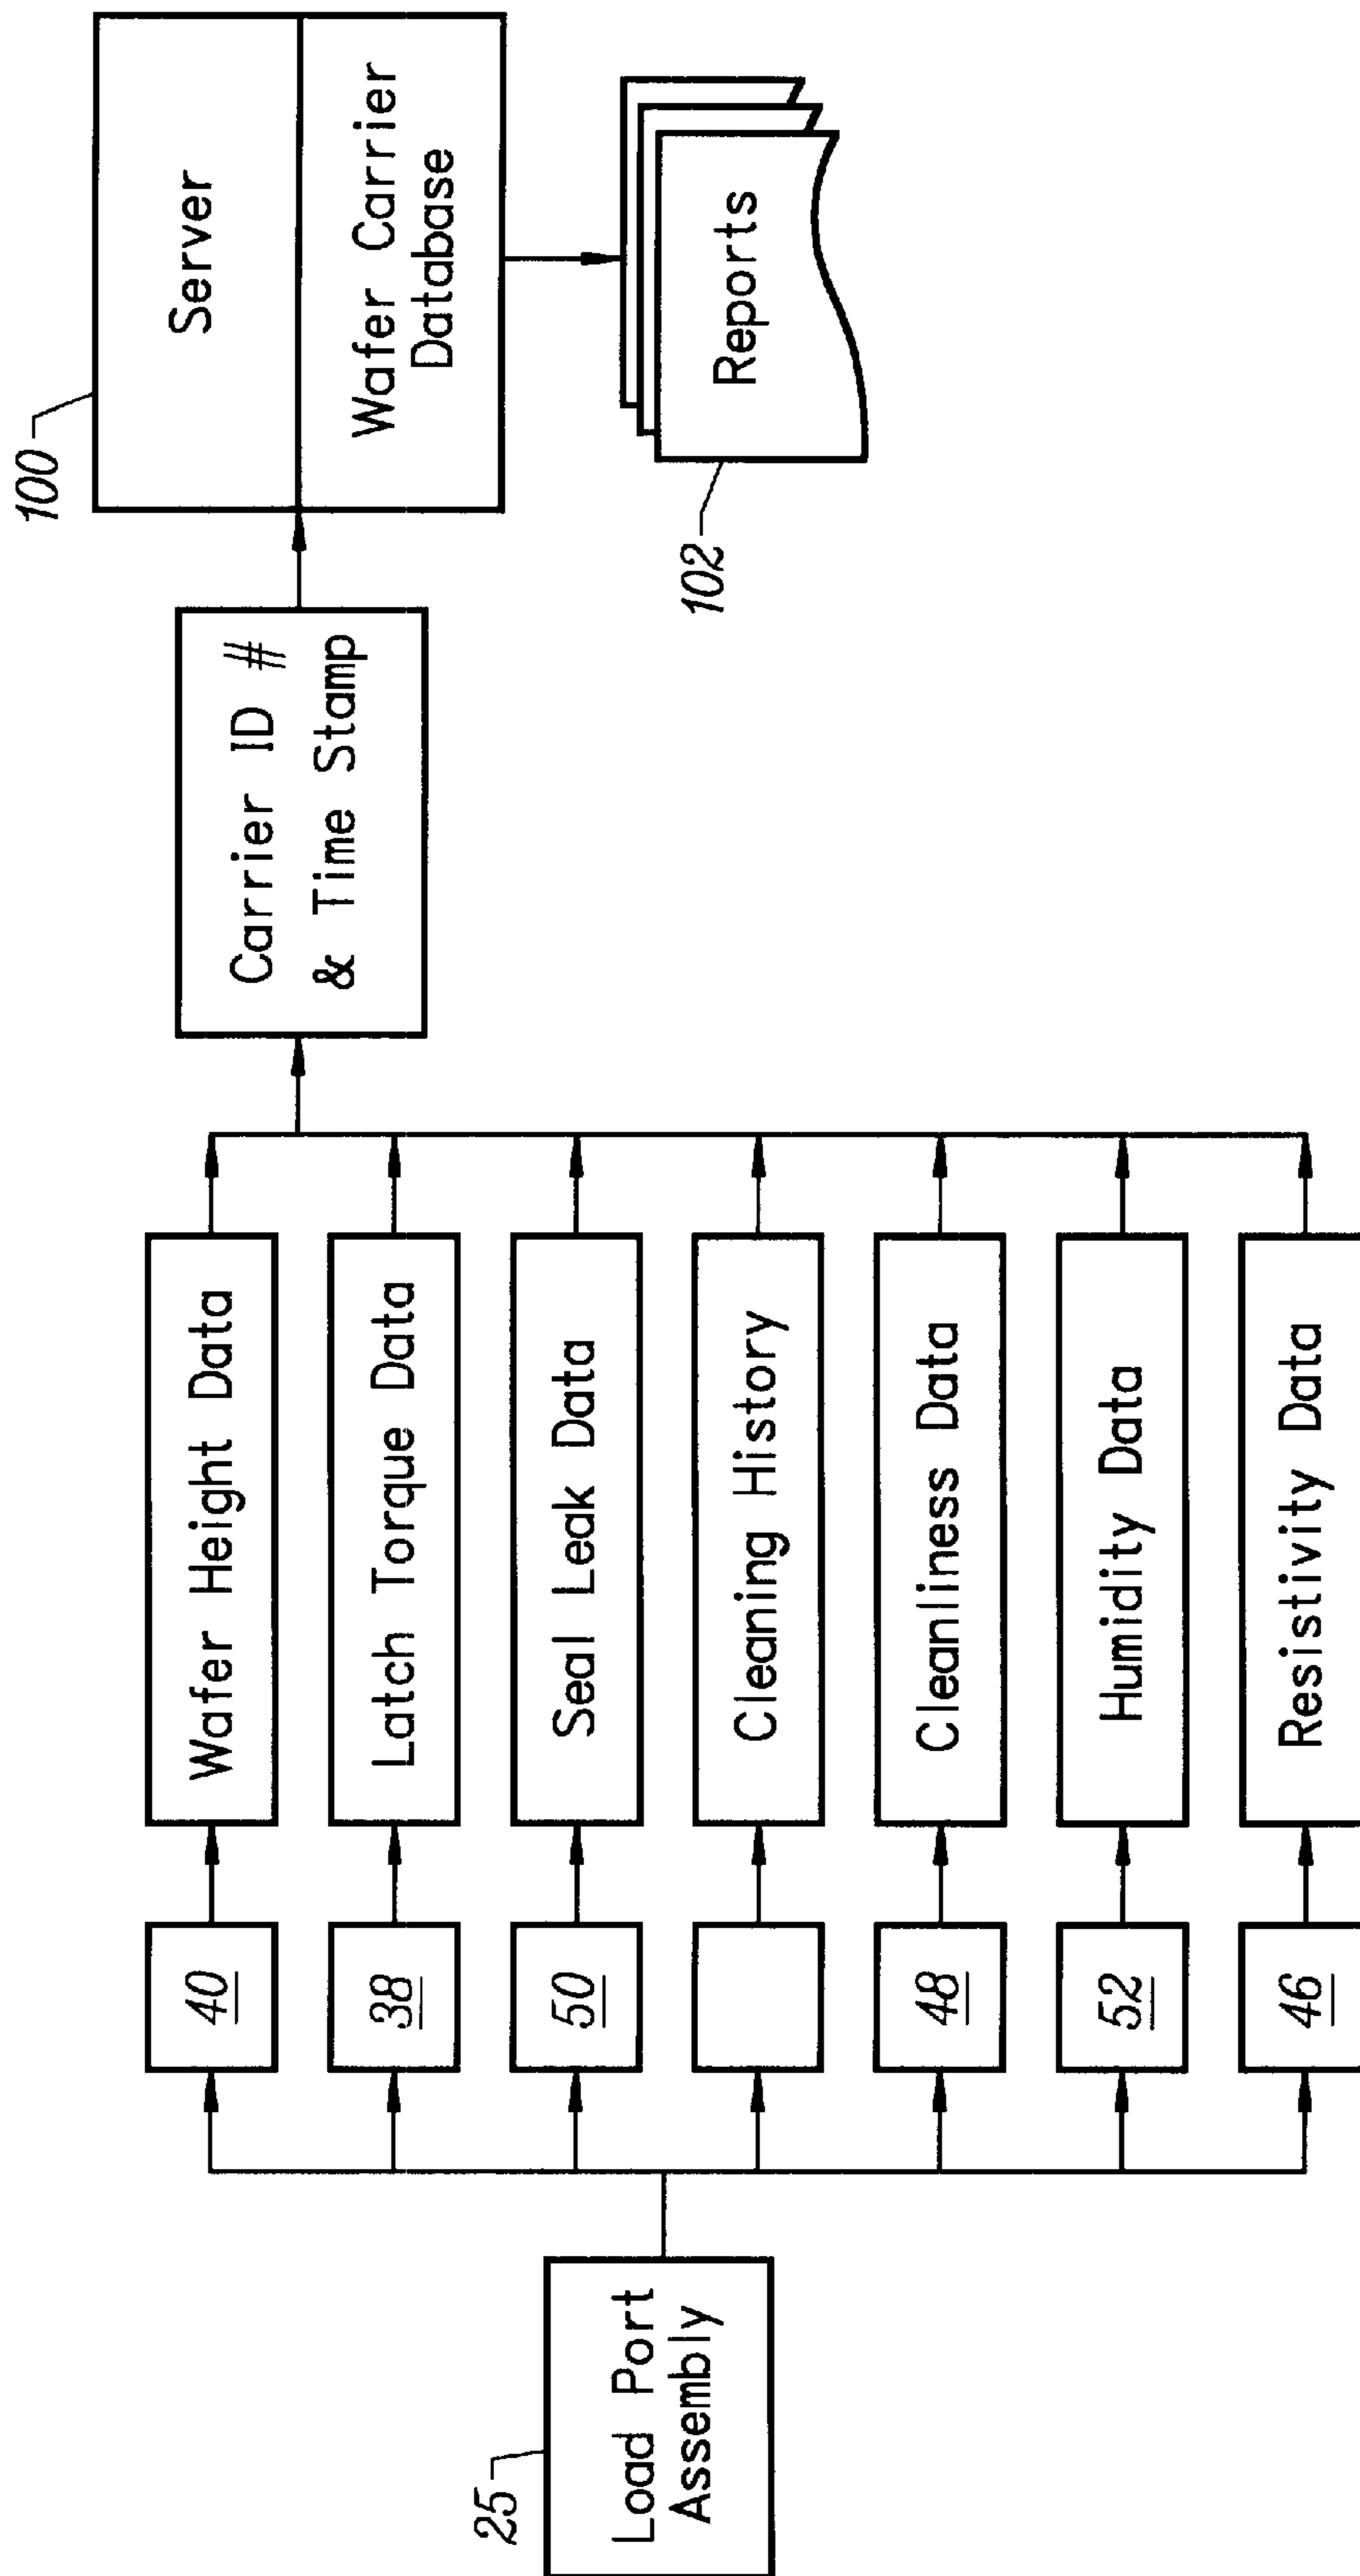 25
Load Port
Assembly
40
38
50
48
52
46
Wafer Height Data
Latch Torque Data
Seal Leak Data
Cleaning History
Cleanliness Data
Humidity Data
Resistivity Data
Carrier ID #
& Time Stamp
100
Server
Wafer Carrier
Database
102
Reports